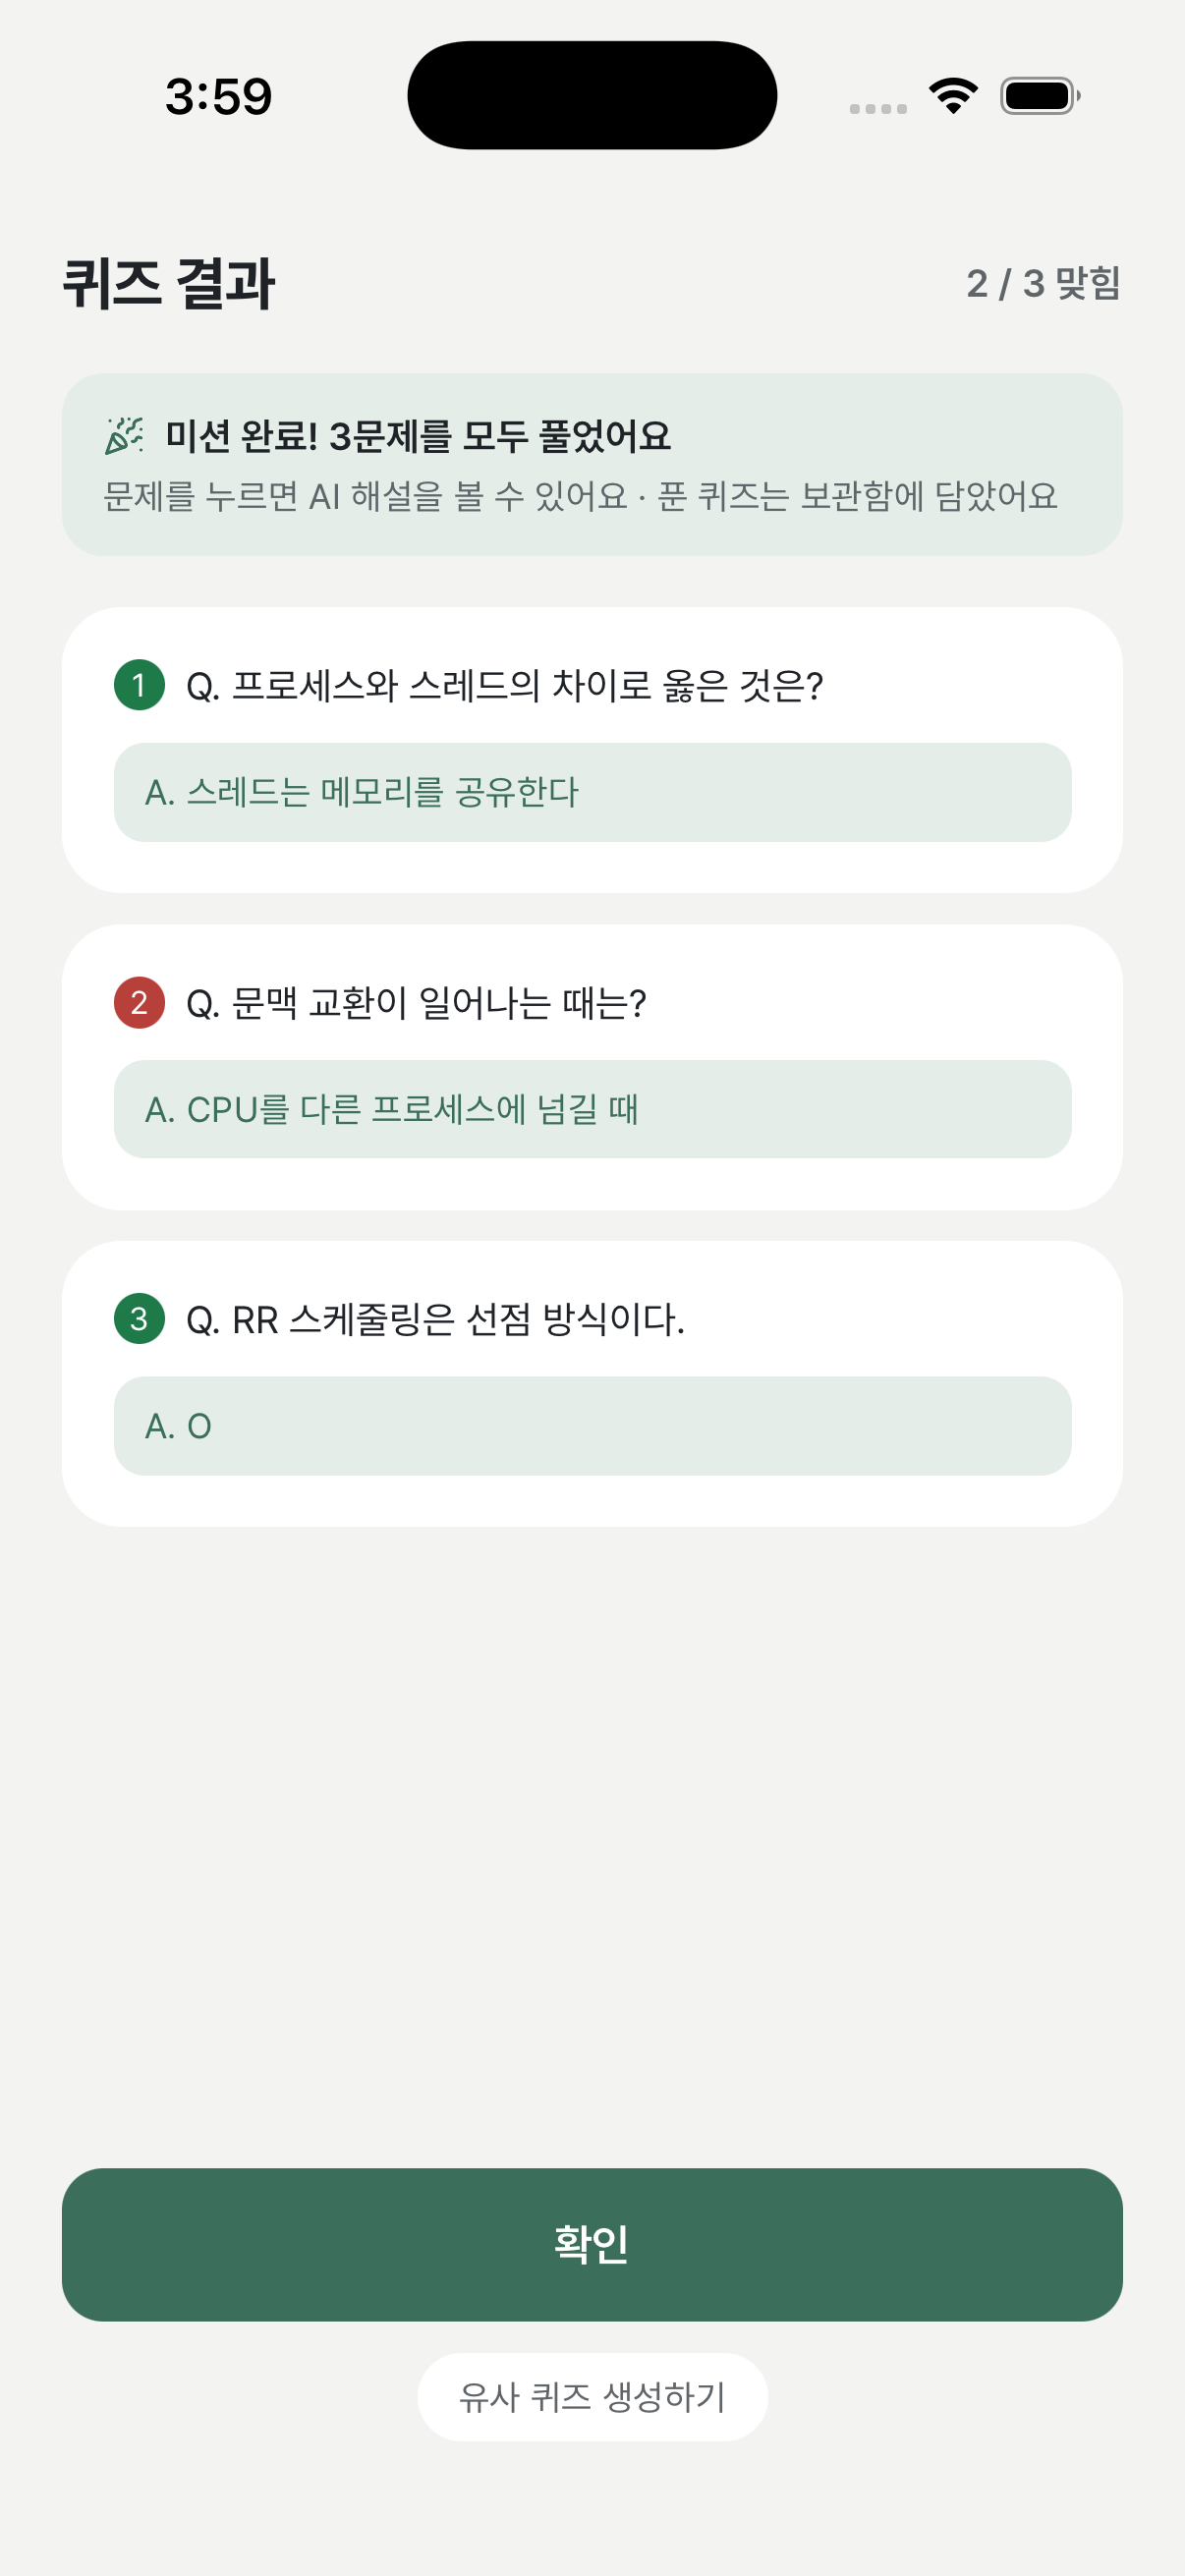 3:59
퀴즈 결과
2 / 3 맞힘
미션 완료! 3문제를 모두 풀었어요
문제를 누르면 AI 해설을 볼 수 있어요 · 푼 퀴즈는 보관함에 담았어요
1 Q. 프로세스와 스레드의 차이로 옳은 것은?
A. 스레드는 메모리를 공유한다
2 Q. 문맥 교환이 일어나는 때는?
A. CPU를 다른 프로세스에 넘길 때
3 Q. RR 스케줄링은 선점 방식이다.
A. O
확인
유사 퀴즈 생성하기